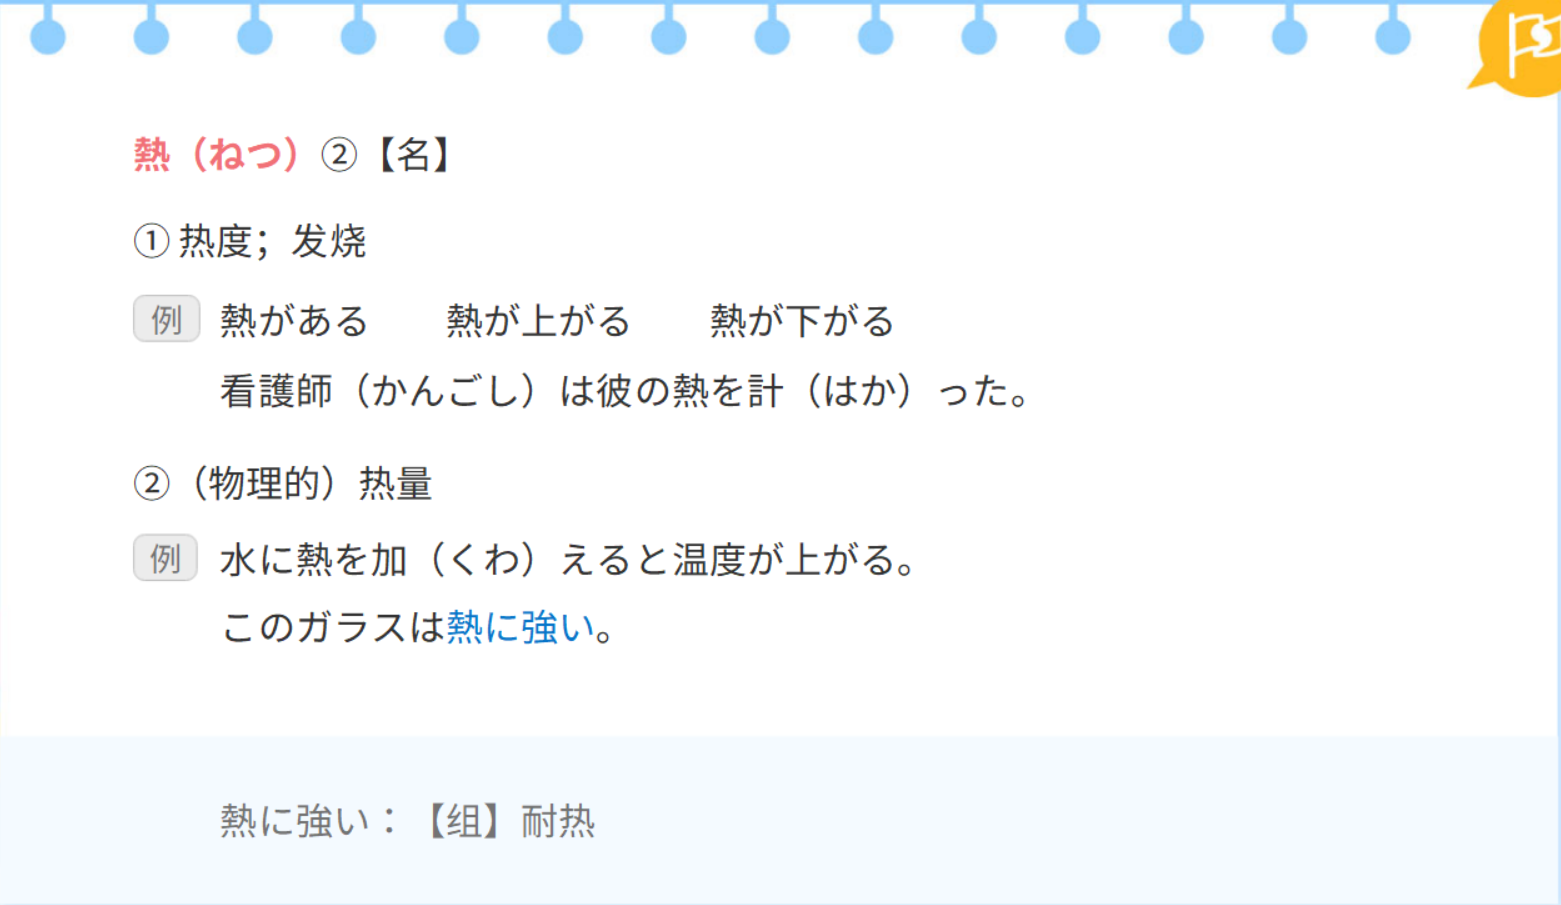 熱（ねつ）②【名】
① 热度；发烧
例 熱がある　　熱が上がる　　熱が下がる
看護師（かんごし）は彼の熱を計（はか）った。
②（物理的）热量
例 水に熱を加（くわ）えると温度が上がる。
このガラスは熱に強い。
熱に強い：【组】耐热